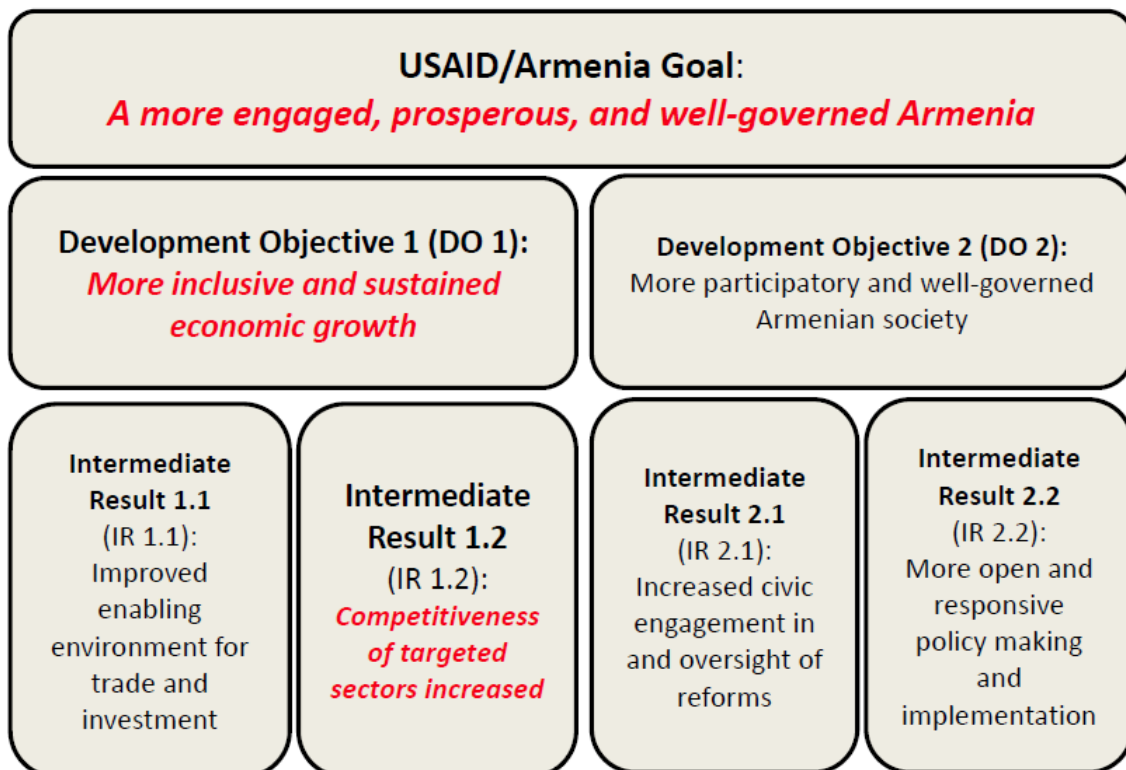 USAID/Armenia Goal:
A more engaged, prosperous, and well-governed Armenia
Development Objective 1 (DO 1):
More inclusive and sustained
economic growth
Development Objective 2 (DO 2):
More participatory and well-governed
Armenian society
Intermediate
Result 1.1
(IR 1.1):
Improved
enabling
environment for
trade and
investment
Intermediate
Result 1.2
(IR 1.2):
Competitiveness
of targeted
sectors increased
Intermediate
Result 2.1
(IR 2.1):
Increased civic
engagement in
and oversight of
reforms
Intermediate
Result 2.2
(IR 2.2):
More open and
responsive
policy making
and
implementation